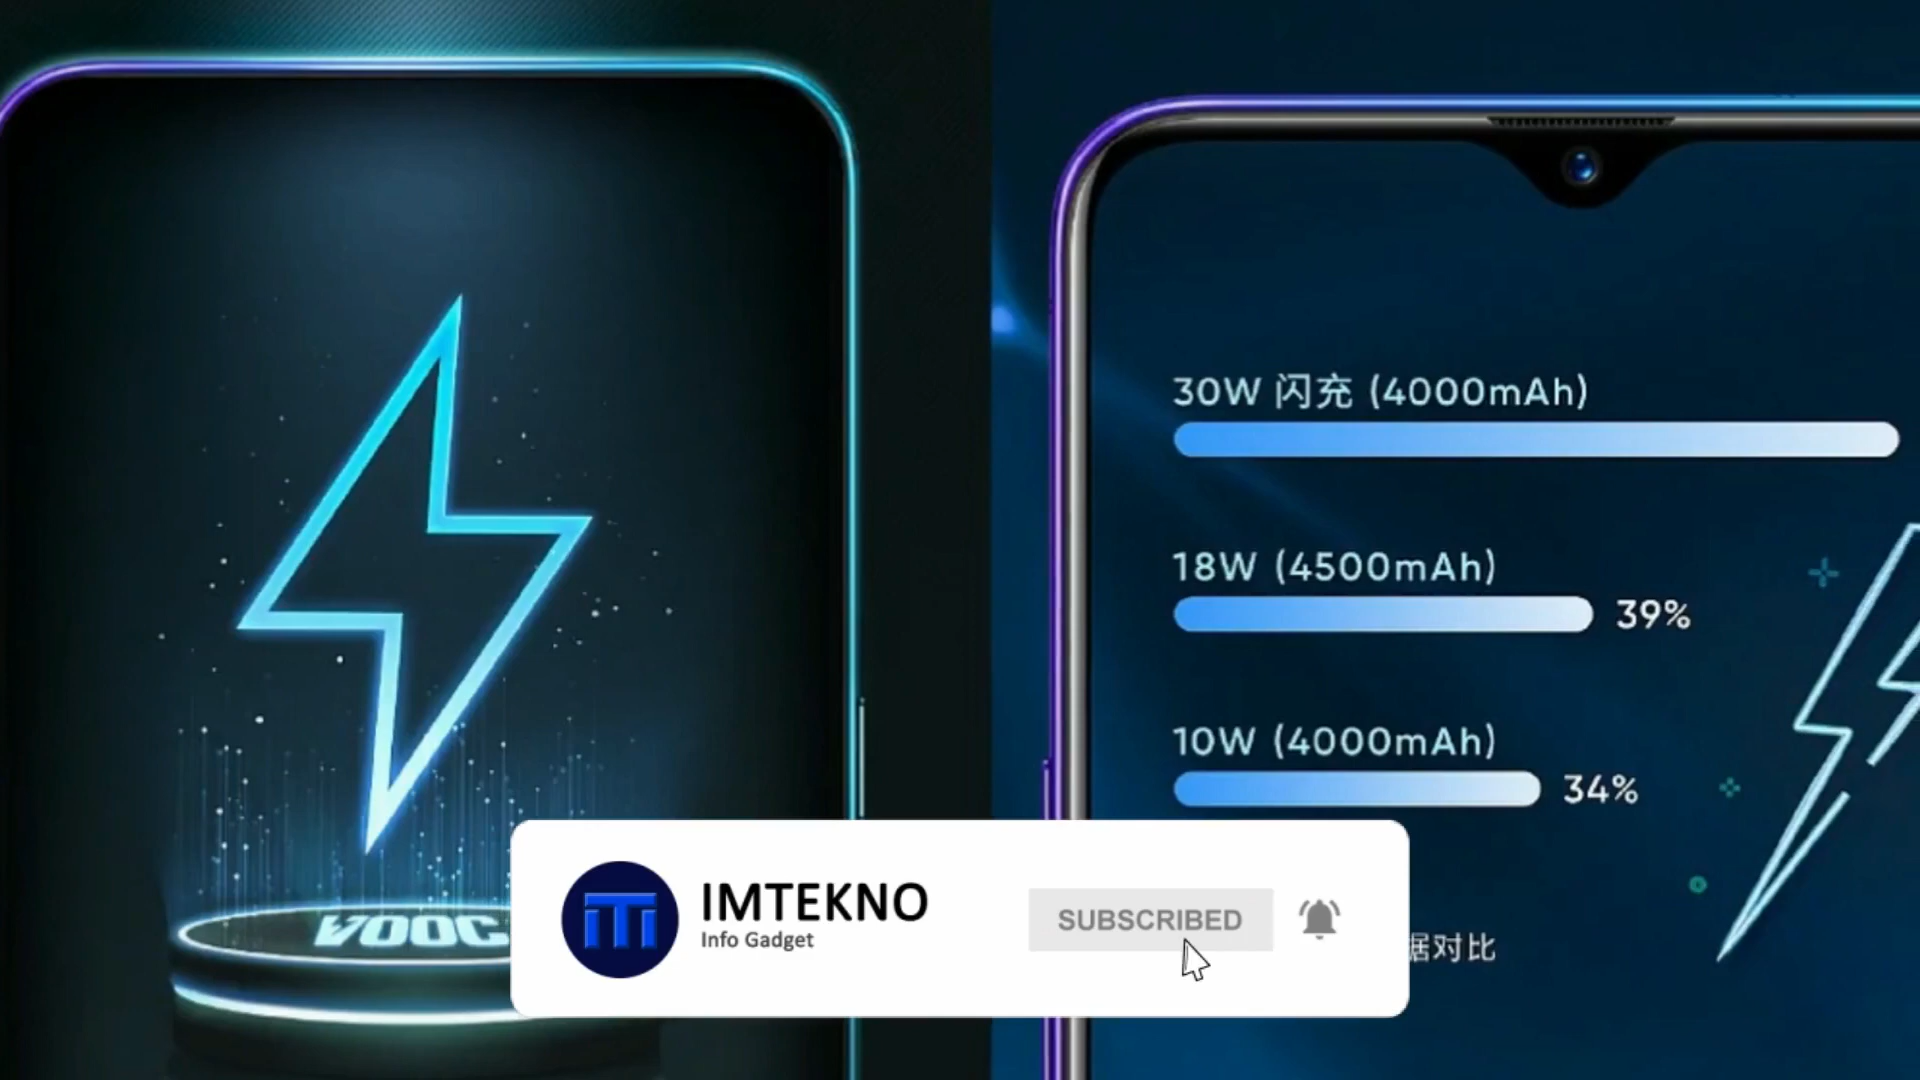 30W 闪充 (4000mAh)
18W (4500mAh)
39%
10W (4000mAh)
34%
VOOC
IMTEKNO
Info Gadget
SUBSCRIBED
据对比